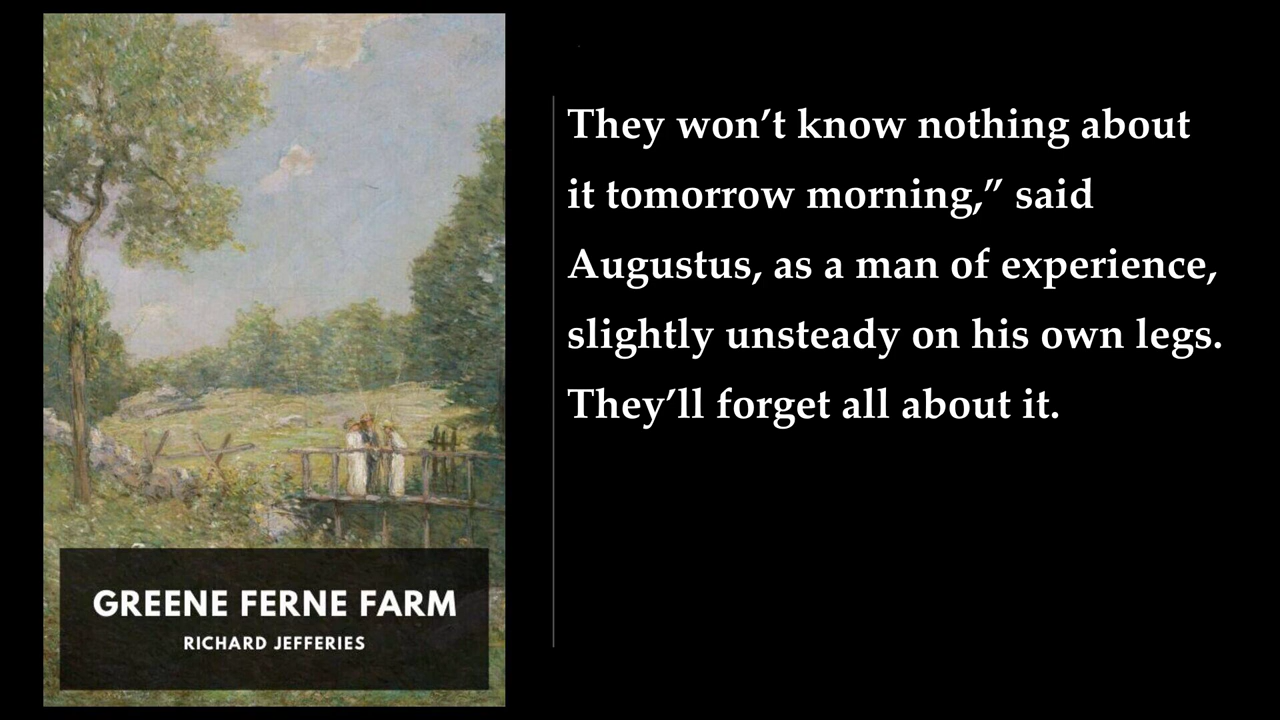 They won’t know nothing about
it tomorrow morning,” said
Augustus, as a man of experience,
slightly unsteady on his own legs.
They’ll forget all about it.
GREENE FERNE FARM
RICHARD JEFFERIES